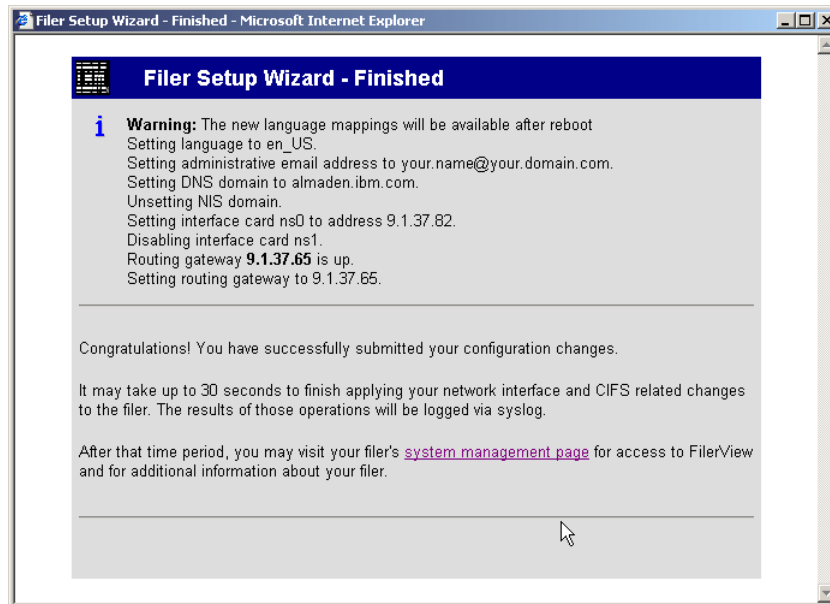 Filer Setup Wizard - Finished - Microsoft Internet Explorer
Filer Setup Wizard - Finished
Warning: The new language mappings will be available after reboot
Setting language to en_US.
Setting administrative email address to your.name@your.domain.com.
Setting DNS domain to almaden.ibm.com.
Unsetting NIS domain.
Setting interface card ns0 to address 9.1.37.82.
Disabling interface card ns1.
Routing gateway 9.1.37.65 is up.
Setting routing gateway to 9.1.37.65.
Congratulations! You have successfully submitted your configuration changes.
It may take up to 30 seconds to finish applying your network interface and CIFS related changes
to the filer. The results of those operations will be logged via syslog.
After that time period, you may visit your filer's system management page for access to FilerView
and for additional information about your filer.